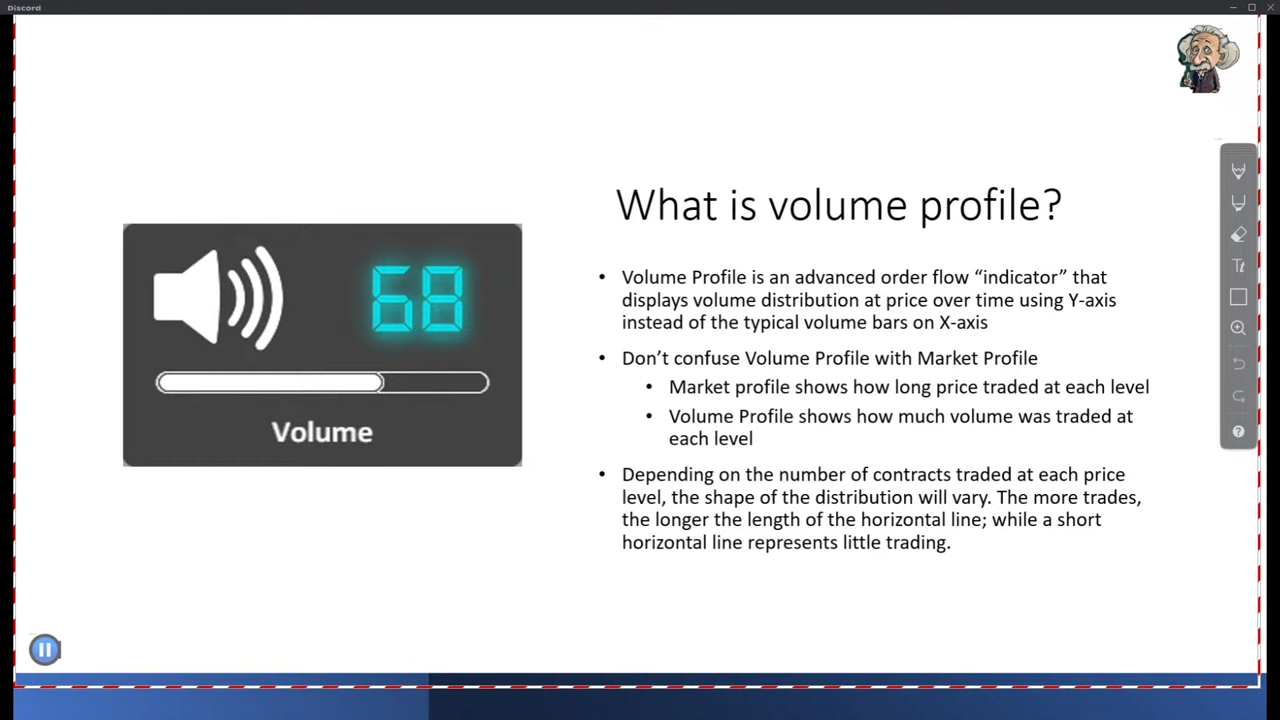 Discord
What is volume profile?
68
Volume
• Volume Profile is an advanced order flow “indicator” that
displays volume distribution at price over time using Y-axis
instead of the typical volume bars on X-axis
• Don’t confuse Volume Profile with Market Profile
• Market profile shows how long price traded at each level
• Volume Profile shows how much volume was traded at
each level
• Depending on the number of contracts traded at each price
level, the shape of the distribution will vary. The more trades,
the longer the length of the horizontal line; while a short
horizontal line represents little trading.
Tt
?